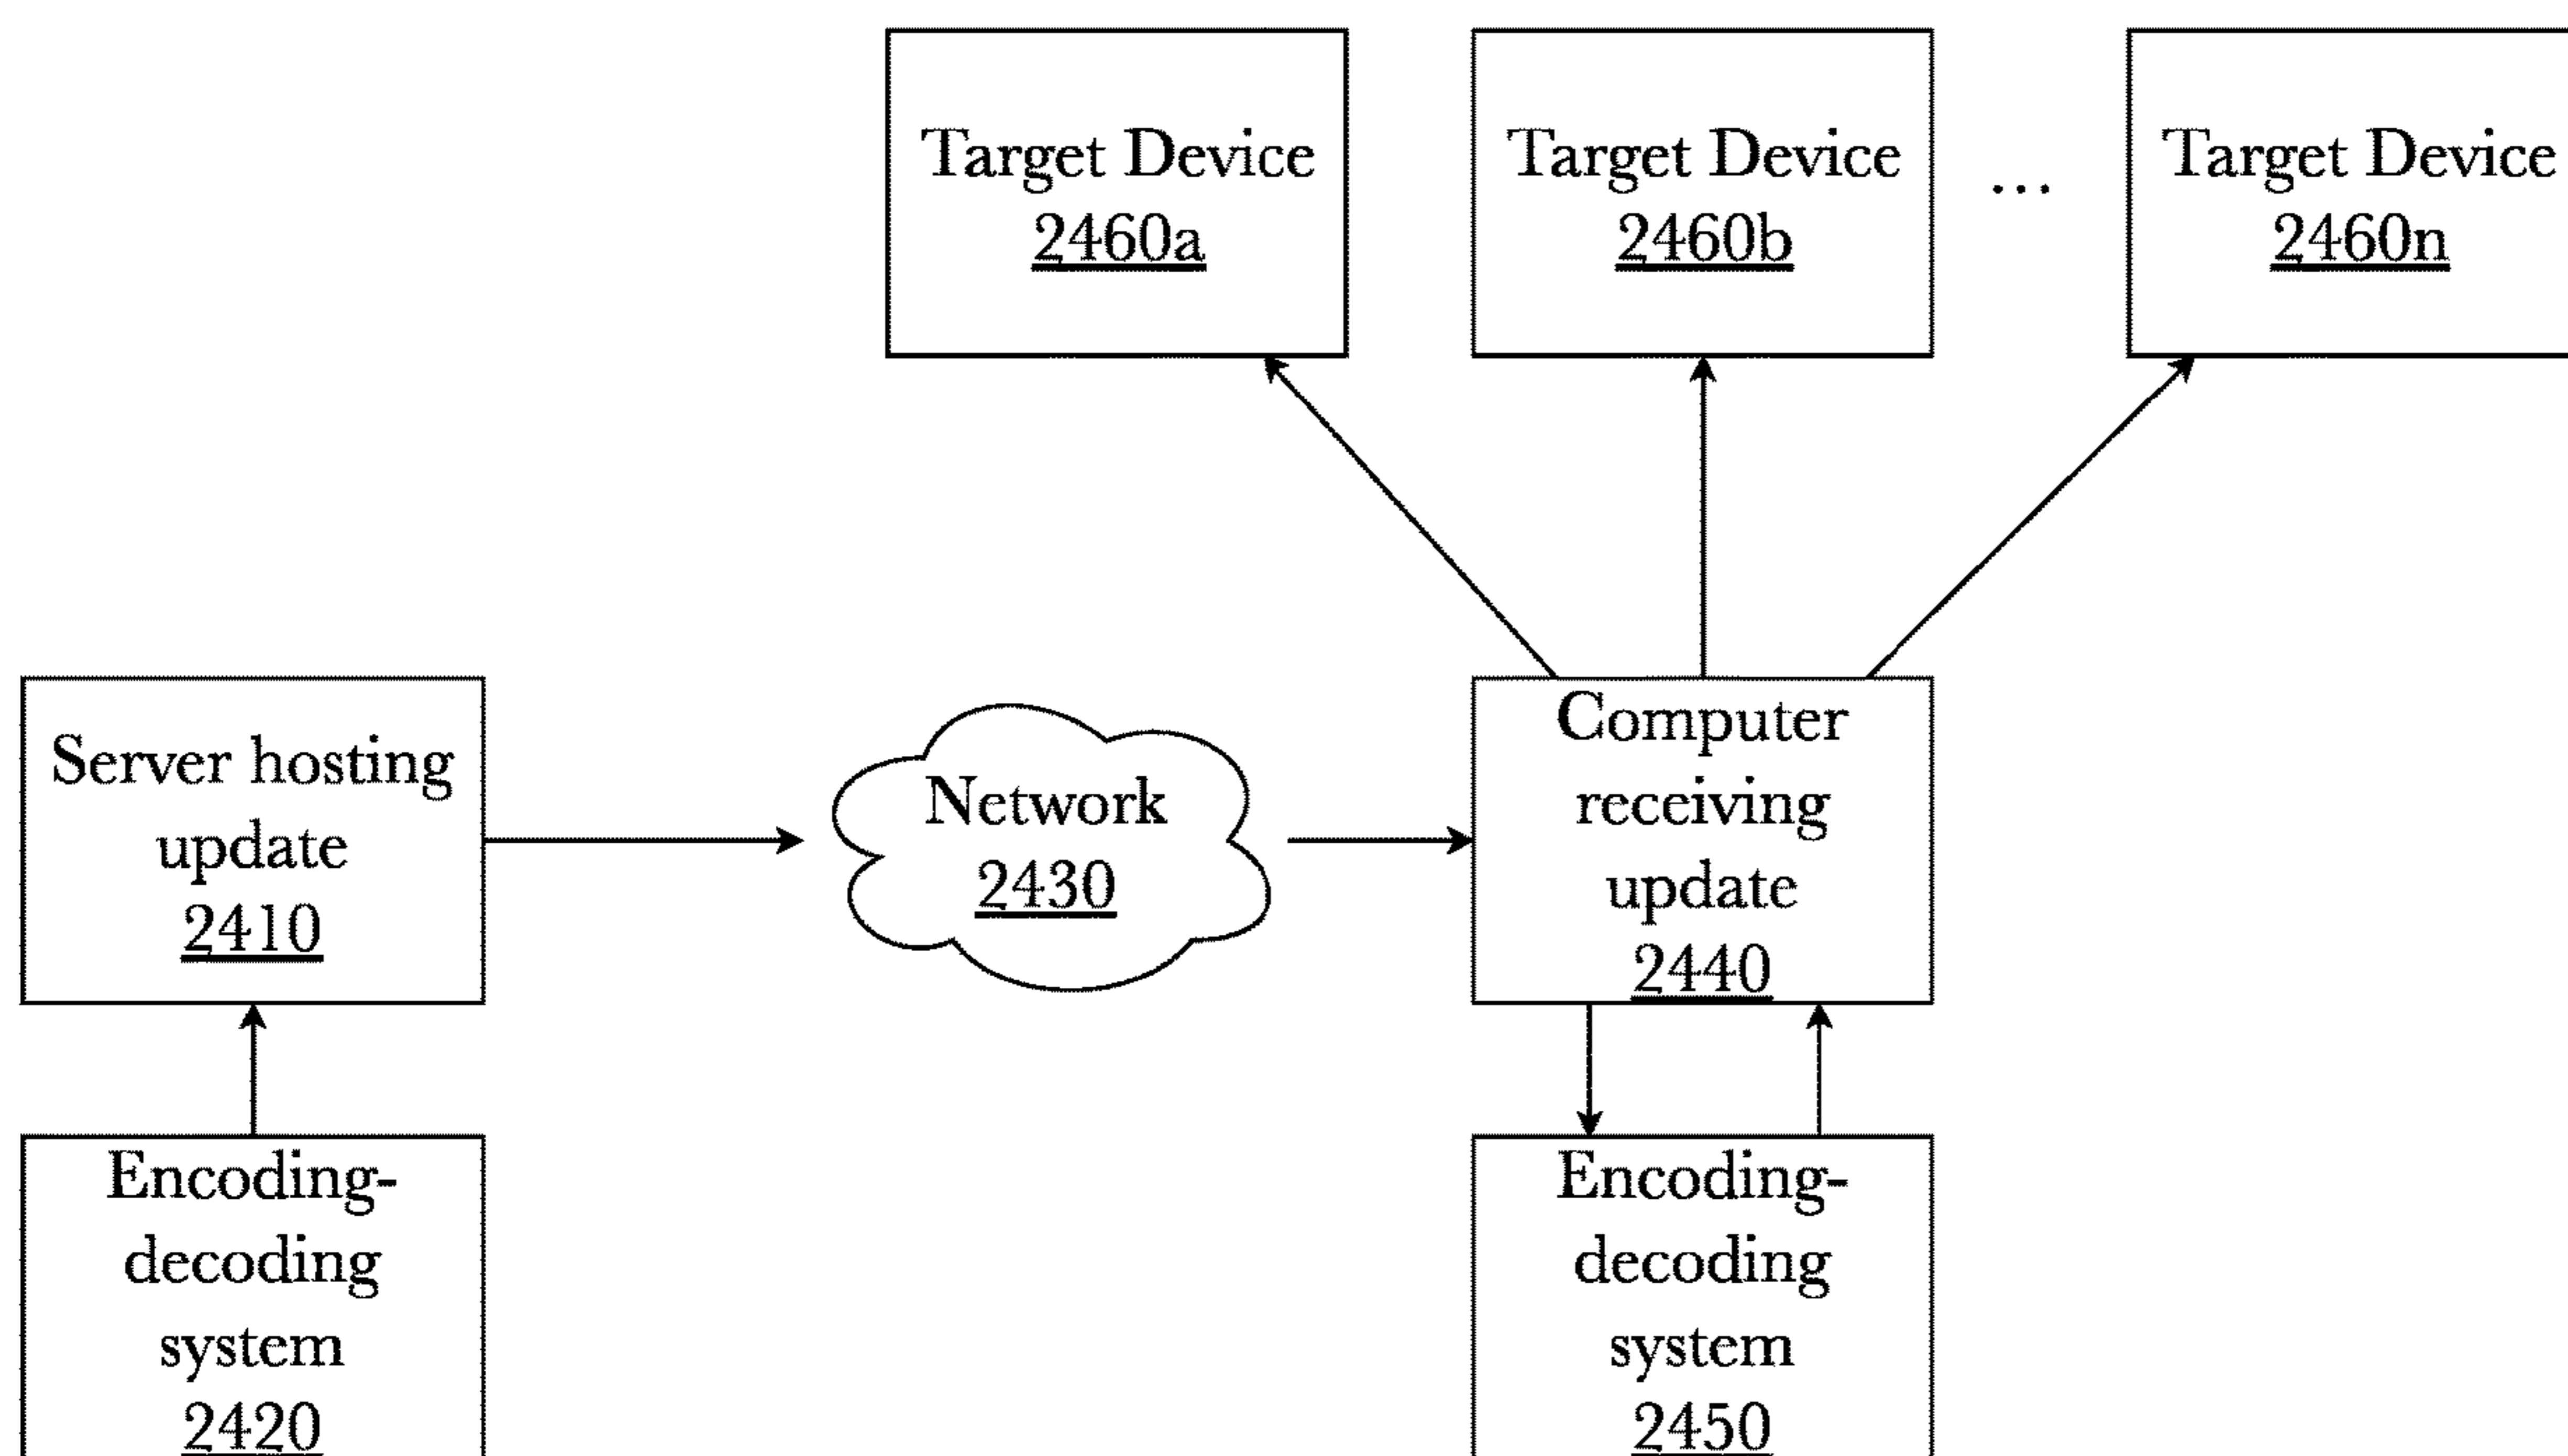 Target Device
2460a
Target Device
2460b
...
Target Device
2460n
Server hosting
update
2410
Network
2430
Computer
receiving
update
2440
Encoding-
decoding
system
2420
Encoding-
decoding
system
2450